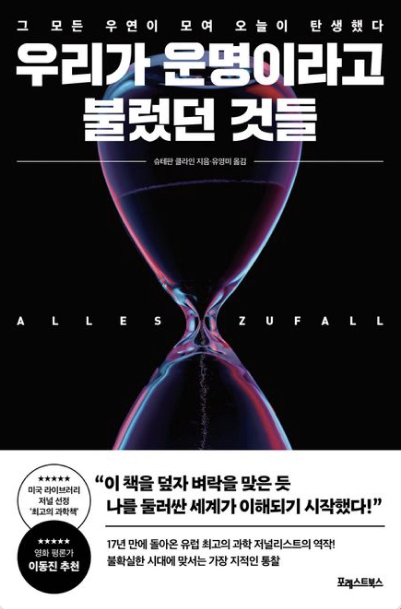 그 모든 우연이 모여 오늘이 탄생했다
우리가 운명이라고
불렀던 것들
슈테판 클라인 지음·유영미 옮김
ALLES ZUFALL
★★★★★
미국 라이브러리
저널 선정
'최고의 과학책'
★★★★★
영화 평론가
이동진 추천
“이 책을 덮자 벼락을 맞은 듯
나를 둘러싼 세계가 이해되기 시작했다!”
17년 만에 돌아온 유럽 최고의 과학 저널리스트의 역작!
불확실한 시대에 맞서는 가장 지적인 통찰
포레스트북스